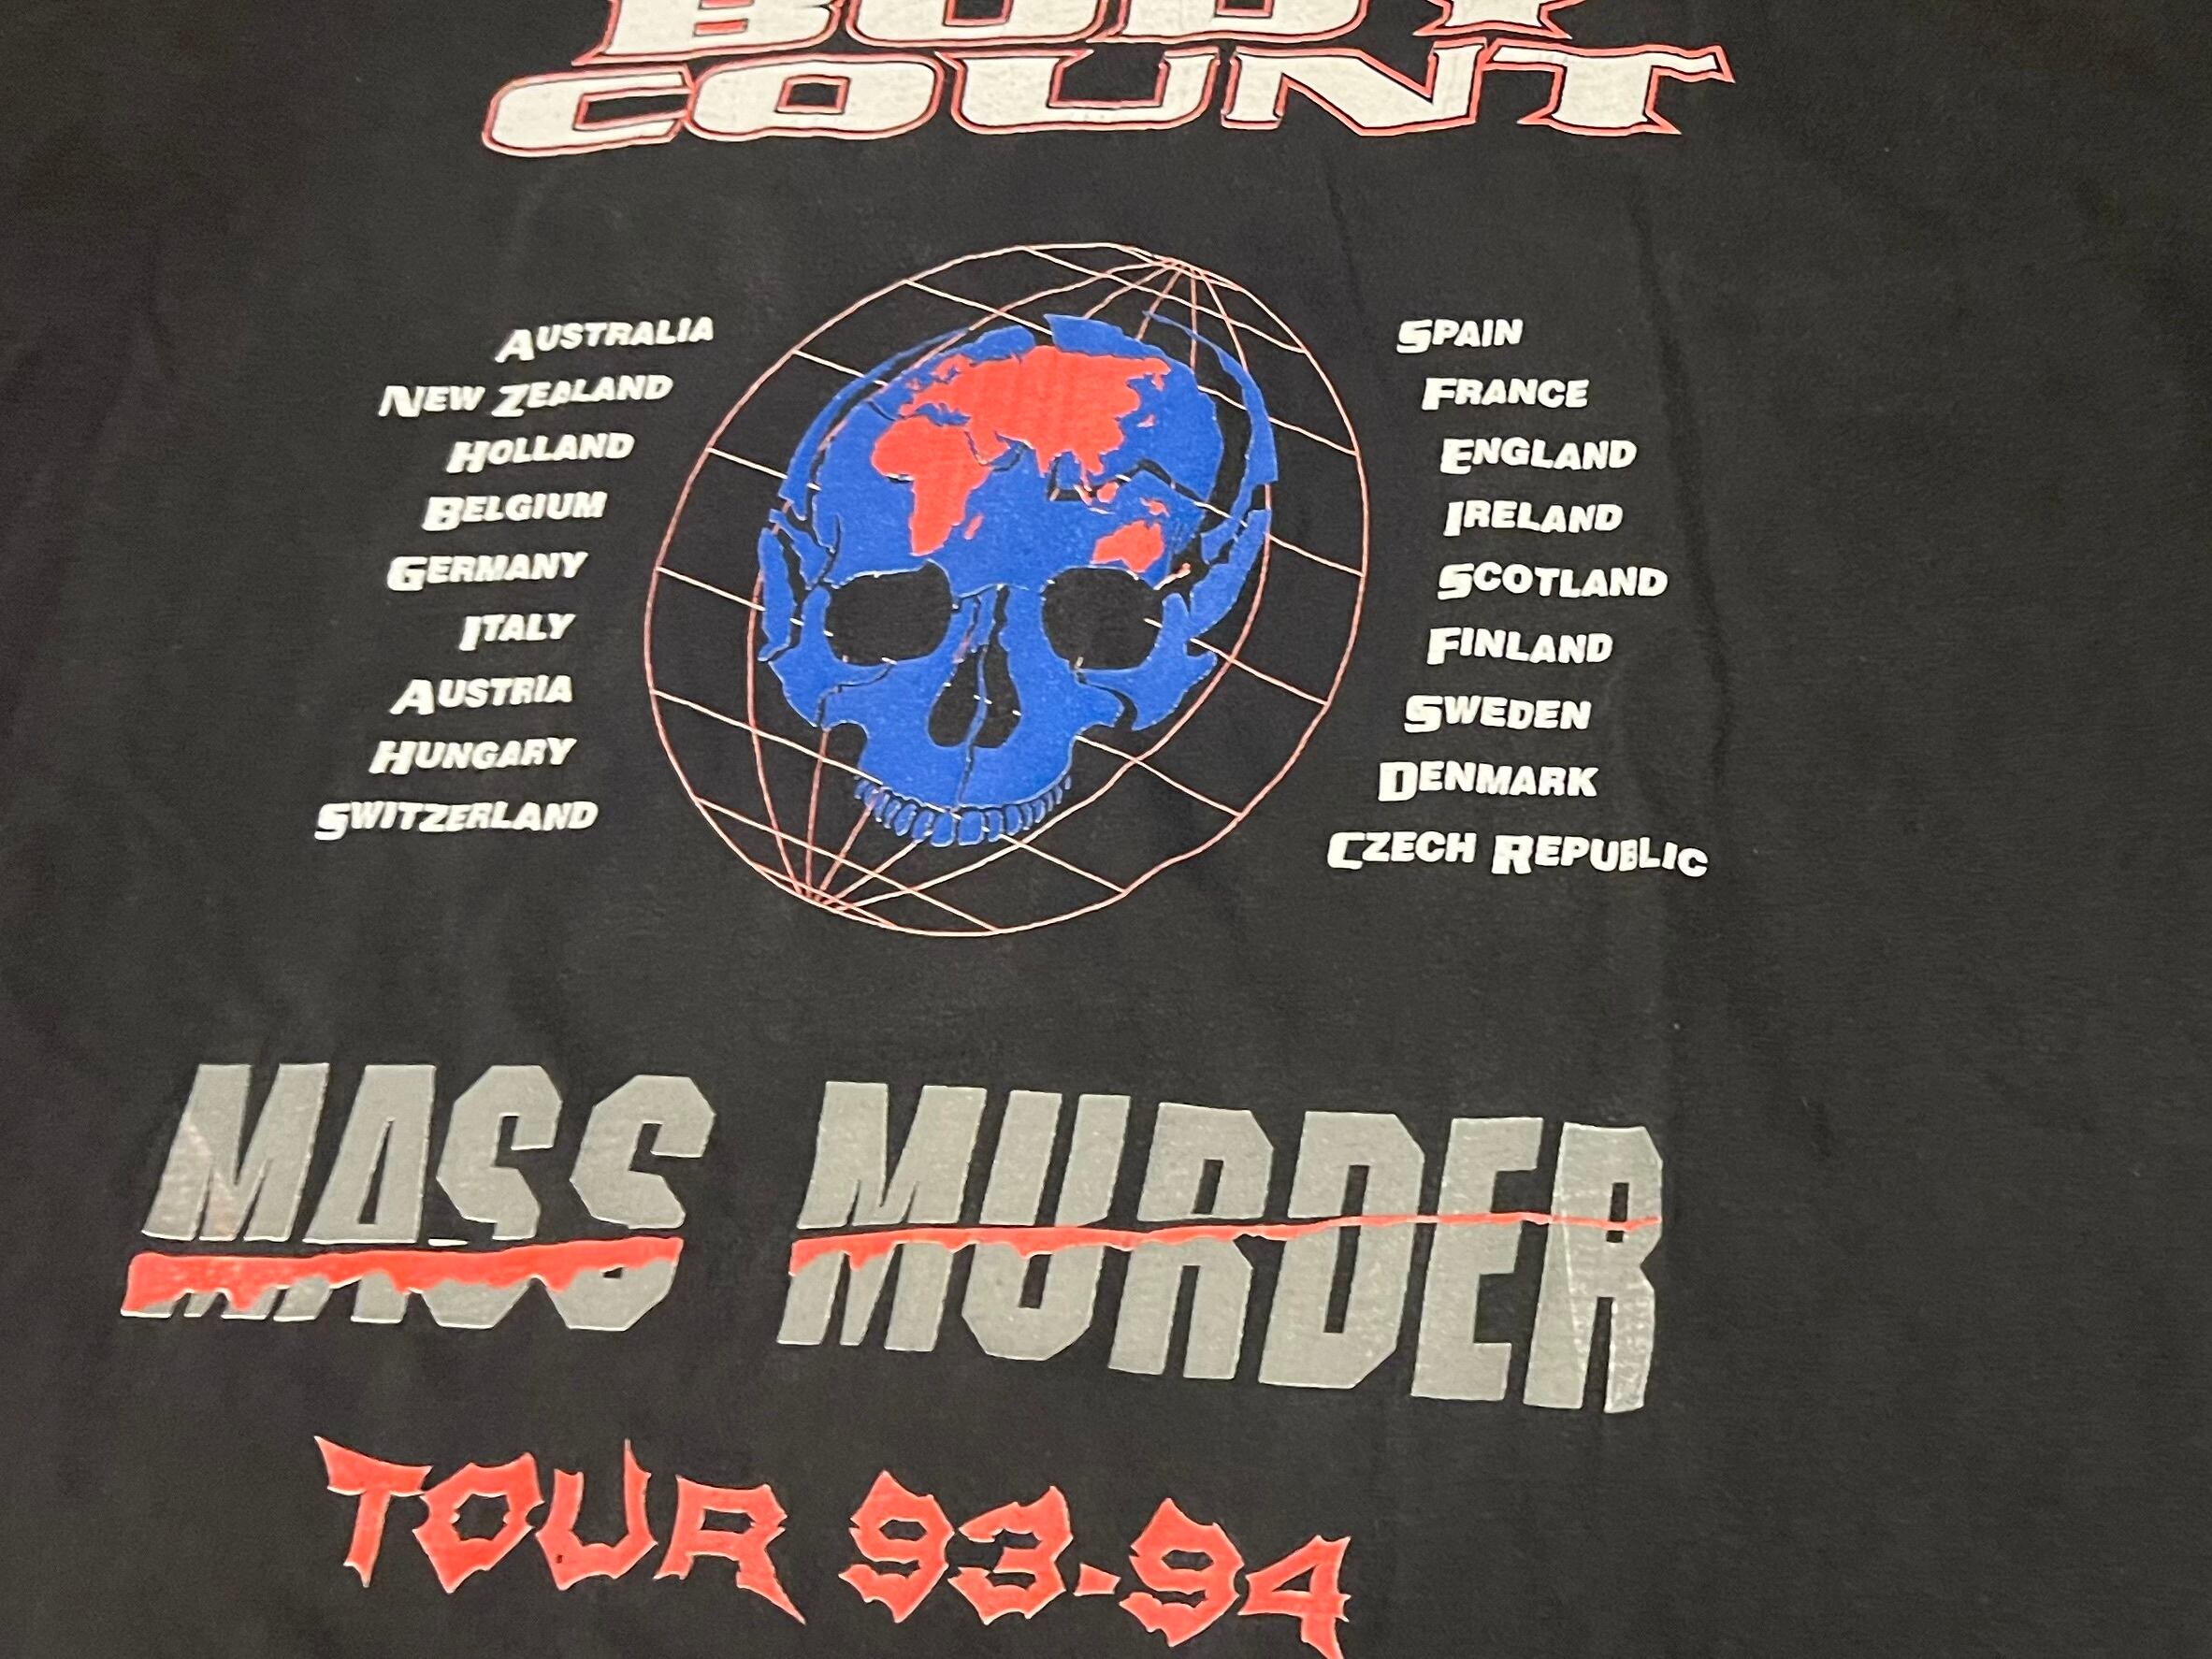 BODY
COUNT
AUSTRALIA
NEW ZEALAND
HOLLAND
BELGIUM
GERMANY
ITALY
AUSTRIA
HUNGARY
SWITZERLAND
SPAIN
FRANCE
ENGLAND
IRELAND
SCOTLAND
FINLAND
SWEDEN
DENMARK
CZECH REPUBLIC
MASS MURDER
TOUR 93-94